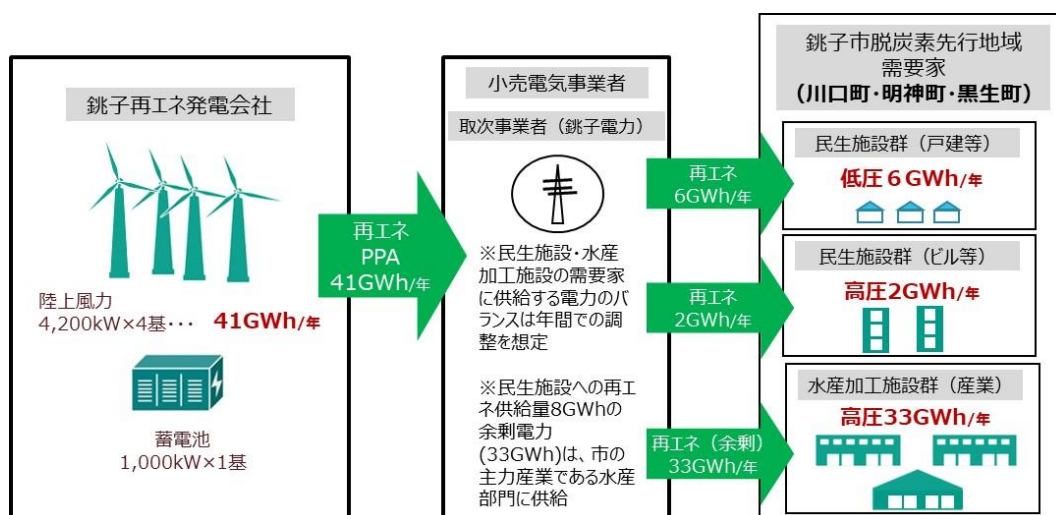 銚子再エネ発電会社
陸上風力
4,200kW×4基･･･ 41GWh/年
蓄電池
1,000kW×1基
再エネ
PPA
41GWh/年
小売電気事業者
取次事業者（銚子電力）
※民生施設・水産
加工施設の需要家
に供給する電力のバ
ランスは年間での調
整を想定
※民生施設への再エ
ネ供給量8GWhの
余剰電力
(33GWh)は、市の
主力産業である水産
部門に供給
再エネ
6GWh/年
再エネ
2GWh/年
再エネ（余剰）
33GWh/年
銚子市脱炭素先行地域
需要家
（川口町・明神町・黒生町）
民生施設群（戸建等）
低圧６GWh/年
民生施設群（ビル等）
高圧2GWh/年
水産加工施設群（産業）
高圧33GWh/年